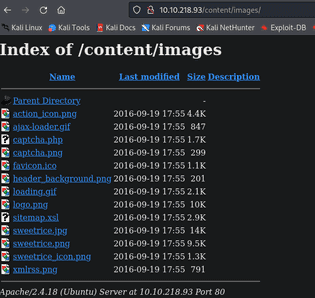 10.10.218.93/content/images/
Kali Linux Kali Tools Kali Docs Kali Forums Kali NetHunter Exploit-DB
Index of /content/images
Name Last modified Size Description
Parent Directory -
action_icon.png 2016-09-19 17:55 4.4K
ajax-loader.gif 2016-09-19 17:55 847
captcha.php 2016-09-19 17:55 1.7K
captcha.png 2016-09-19 17:55 299
favicon.ico 2016-09-19 17:55 1.1K
header_background.png 2016-09-19 17:55 201
loading.gif 2016-09-19 17:55 2.1K
logo.png 2016-09-19 17:55 10K
sitemap.xsl 2016-09-19 17:55 2.9K
sweetrice.jpg 2016-09-19 17:55 14K
sweetrice.png 2016-09-19 17:55 9.5K
sweetrice_icon.png 2016-09-19 17:55 1.3K
xmlrss.png 2016-09-19 17:55 791
Apache/2.4.18 (Ubuntu) Server at 10.10.218.93 Port 80